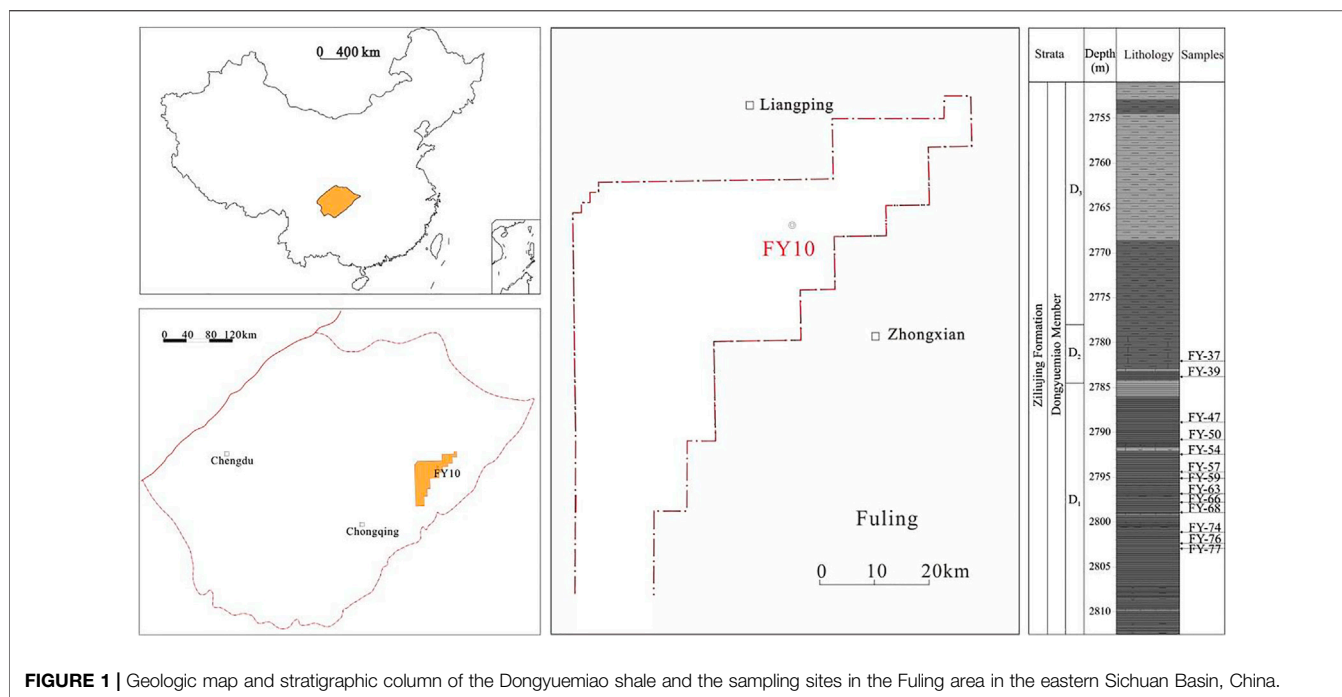 0 400 km
0 40 80 120km
Chengdu
FY10
Chongqing
Liangping
FY10
Zhongxian
Fuling
0 10 20km
Strata Depth (m) Lithology Samples
Ziliujing Formation
Dongyuemiao Member
D3
D2
D1
2755
2760
2765
2770
2775
2780
2785
2790
2795
2800
2805
2810
FY-37
FY-39
FY-47
FY-50
FY-54
FY-57
FY-59
FY-63
FY-66
FY-68
FY-74
FY-76
FY-77
FIGURE 1 | Geologic map and stratigraphic column of the Dongyuemiao shale and the sampling sites in the Fuling area in the eastern Sichuan Basin, China.